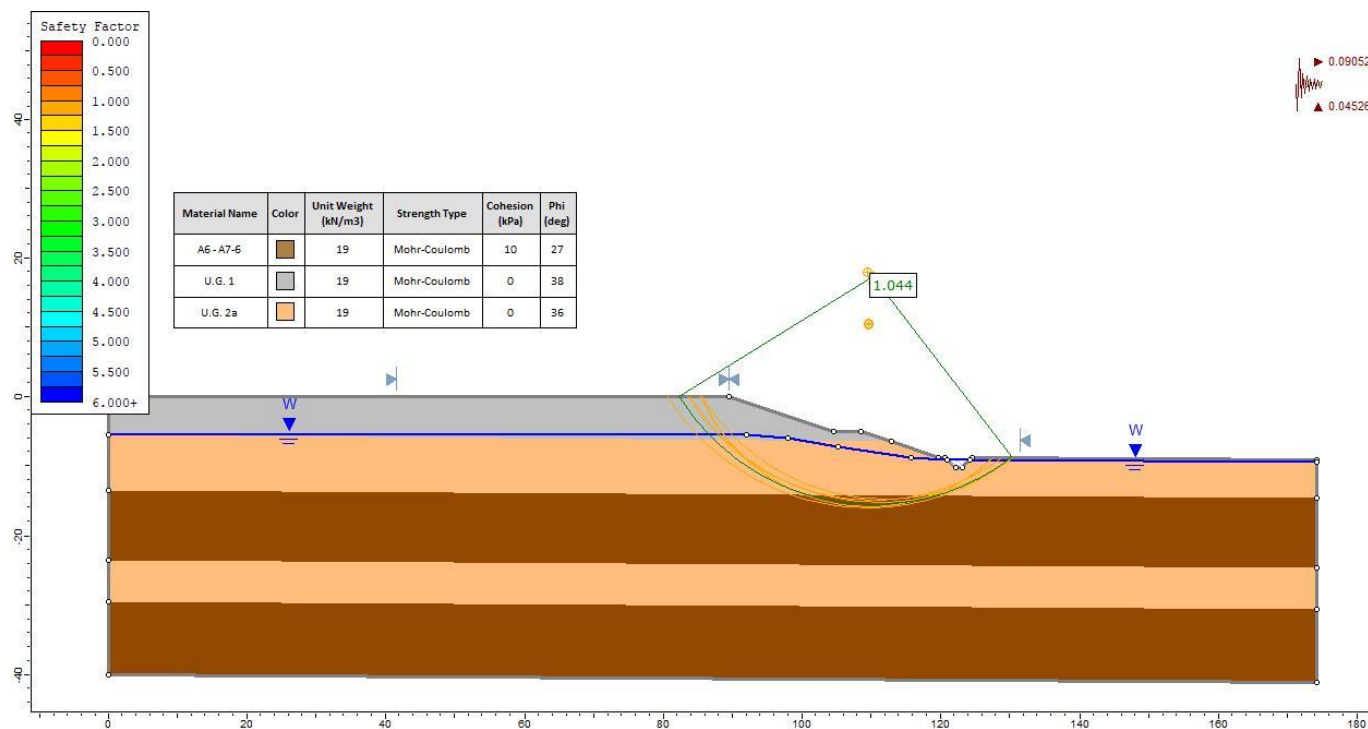 Safety Factor
0.000
0.500
1.000
1.500
2.000
2.500
3.000
3.500
4.000
4.500
5.000
5.500
6.000+
0.09052
0.04526
Material Name Color Unit Weight (kN/m3) Strength Type Cohesion (kPa) Phi (deg)
A6 - A7-6 19 Mohr-Coulomb 10 27
U.G. 1 19 Mohr-Coulomb 0 38
U.G. 2a 19 Mohr-Coulomb 0 36
1.044
W
W
40
20
0
-20
-40
0 20 40 60 80 100 120 140 160 180